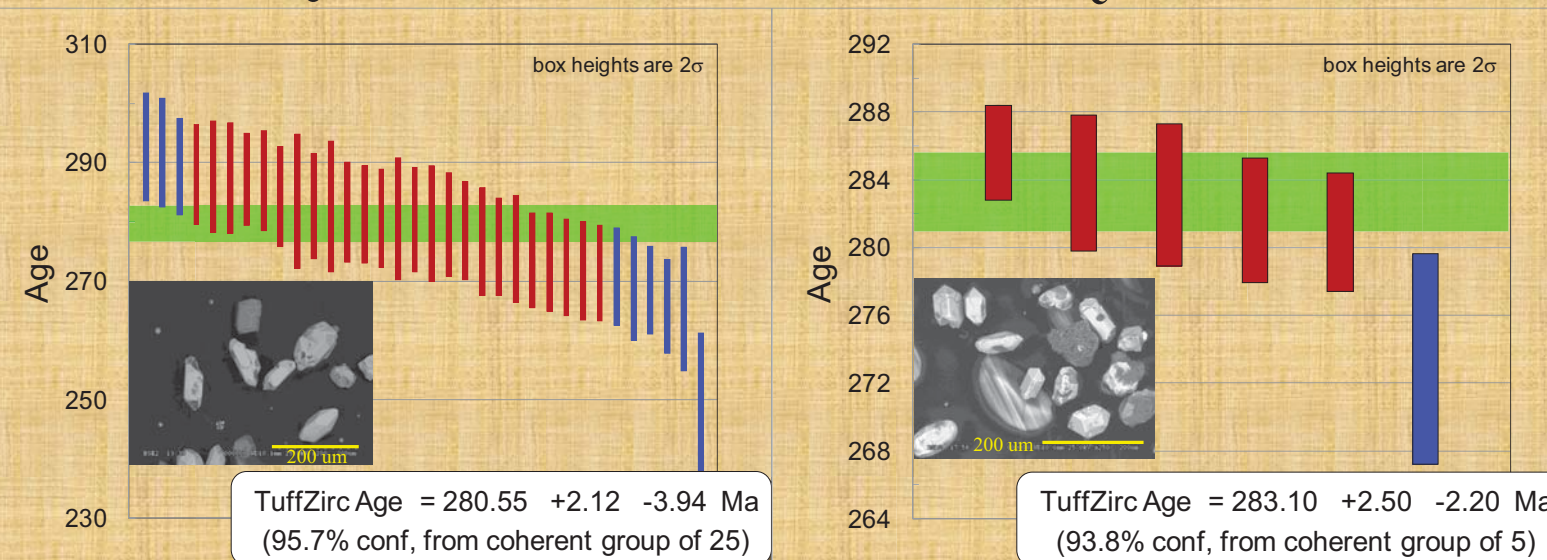 310
290
270
250
230
Age
box heights are 2σ
200 um
TuffZirc Age = 280.55 +2.12 -3.94 Ma
(95.7% conf, from coherent group of 25)
292
288
284
280
276
272
268
264
Age
box heights are 2σ
200 um
TuffZirc Age = 283.10 +2.50 -2.20 Ma
(93.8% conf, from coherent group of 5)